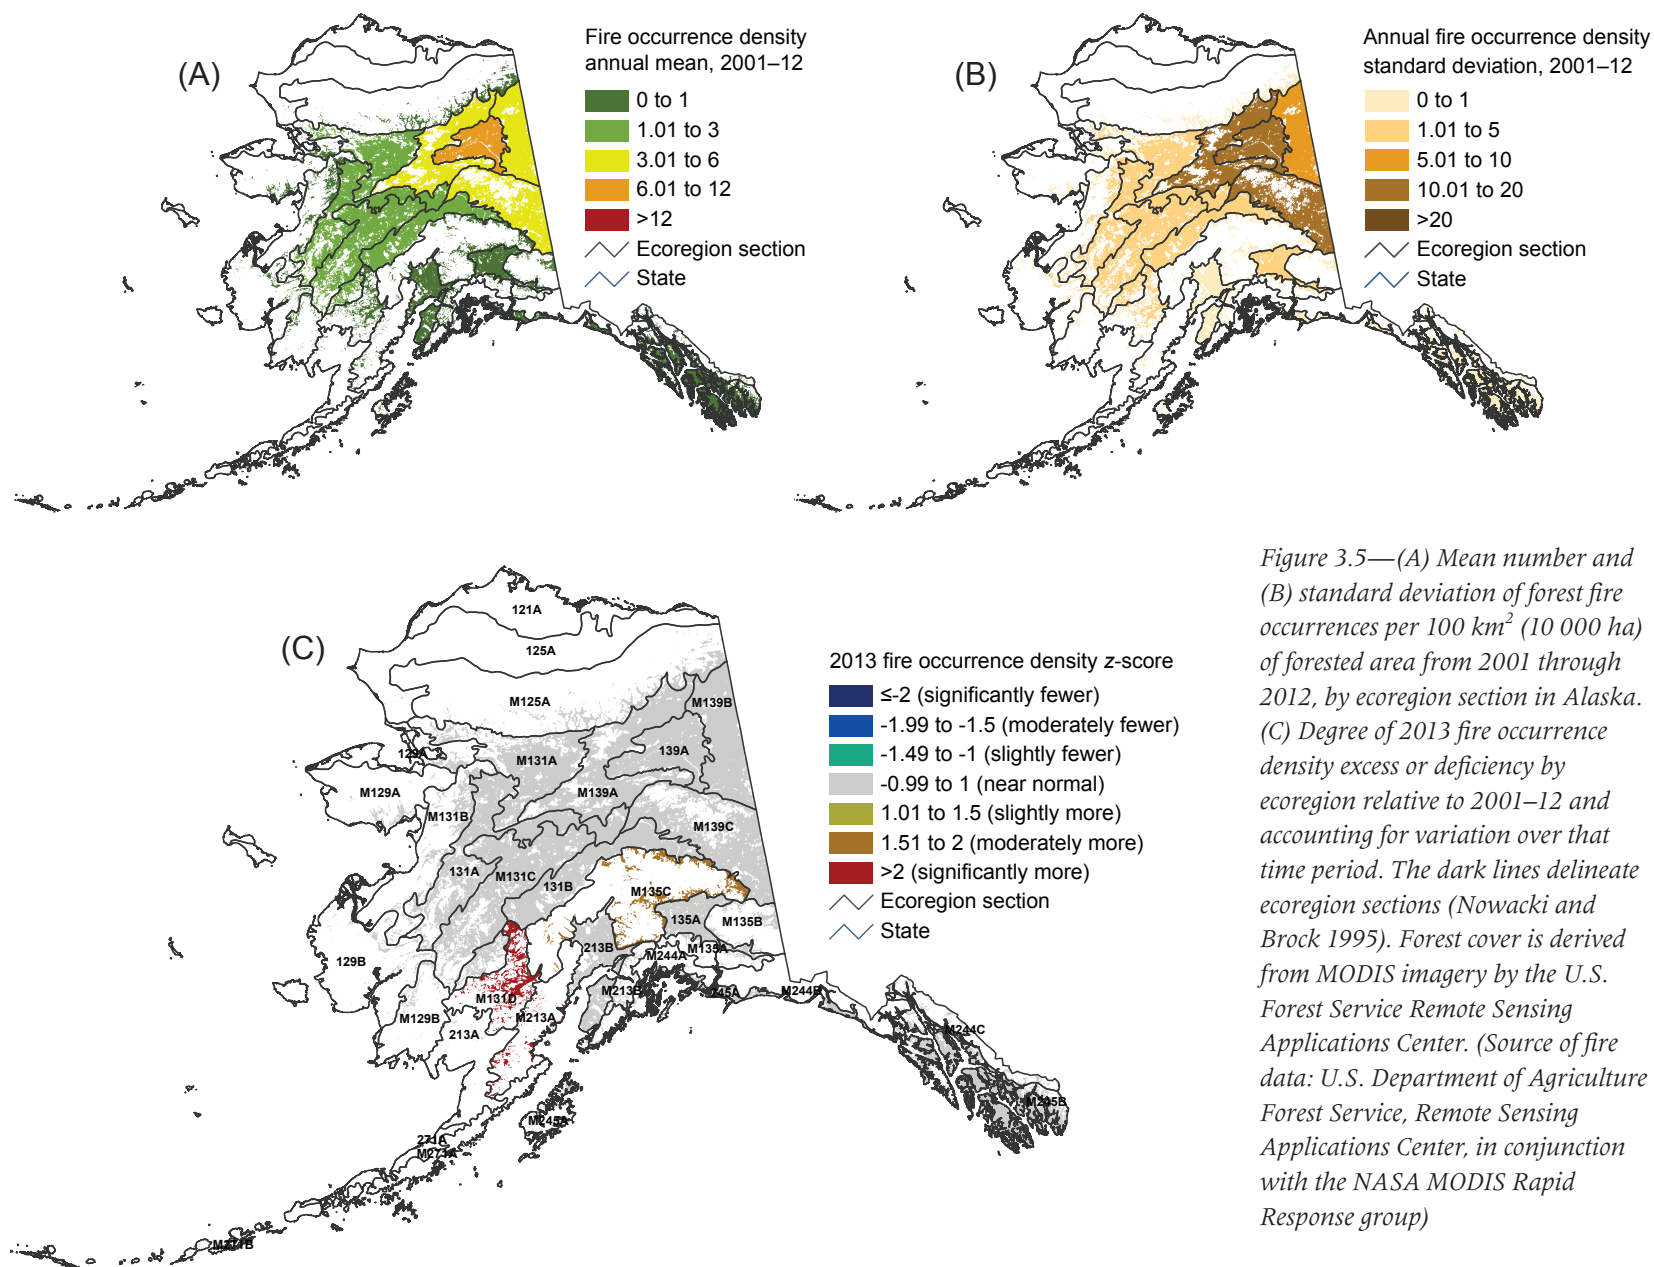 (A)
Fire occurrence density
annual mean, 2001–12
0 to 1
1.01 to 3
3.01 to 6
6.01 to 12
>12
Ecoregion section
State
(B)
Annual fire occurrence density
standard deviation, 2001–12
0 to 1
1.01 to 5
5.01 to 10
10.01 to 20
>20
Ecoregion section
State
(C)
121A
125A
M125A
M139B
129A
139A
M131A
M129A
M139A
M131B
M139C
131A
M131C
131B
M135C
135A
M135B
213B
M135A
M244A
129B
M131D
M213B
245A
M244B
M129B
M213A
213A
M244C
M245B
M245A
271A
M271A
M271B
2013 fire occurrence density z-score
≤-2 (significantly fewer)
-1.99 to -1.5 (moderately fewer)
-1.49 to -1 (slightly fewer)
-0.99 to 1 (near normal)
1.01 to 1.5 (slightly more)
1.51 to 2 (moderately more)
>2 (significantly more)
Ecoregion section
State
Figure 3.5—(A) Mean number and
(B) standard deviation of forest fire
occurrences per 100 km² (10 000 ha)
of forested area from 2001 through
2012, by ecoregion section in Alaska.
(C) Degree of 2013 fire occurrence
density excess or deficiency by
ecoregion relative to 2001–12 and
accounting for variation over that
time period. The dark lines delineate
ecoregion sections (Nowacki and
Brock 1995). Forest cover is derived
from MODIS imagery by the U.S.
Forest Service Remote Sensing
Applications Center. (Source of fire
data: U.S. Department of Agriculture
Forest Service, Remote Sensing
Applications Center, in conjunction
with the NASA MODIS Rapid
Response group)